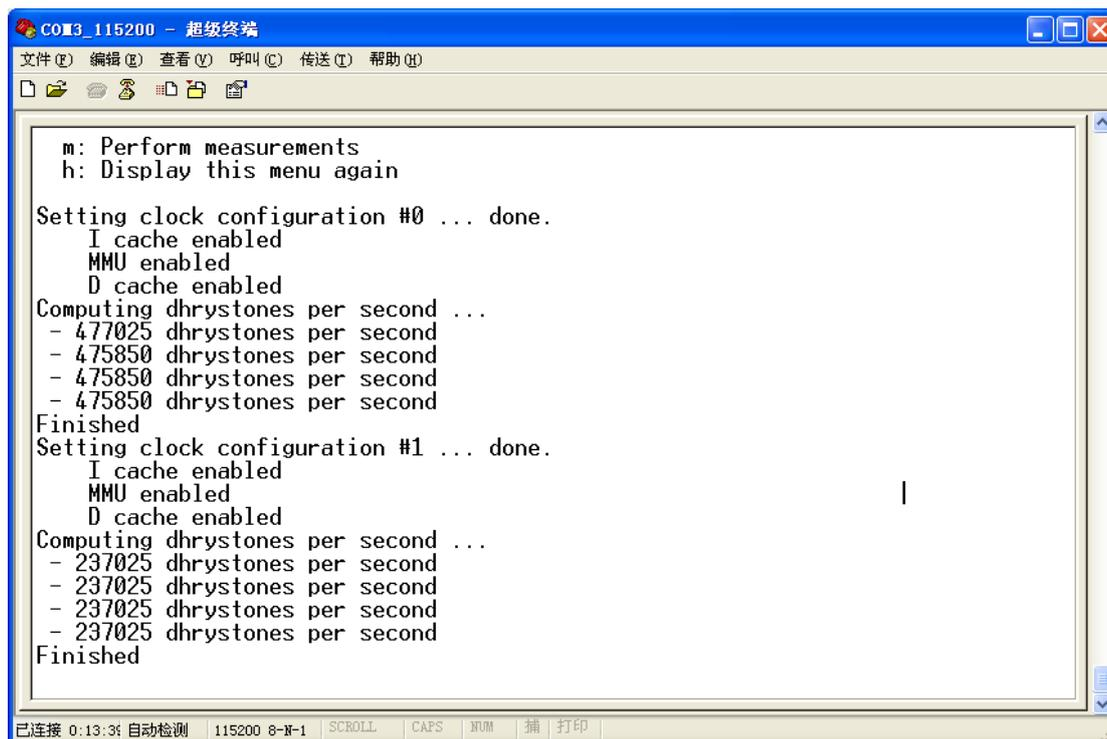 COM3_115200 - 超级终端
文件(F) 编辑(E) 查看(V) 呼叫(C) 传送(T) 帮助(H)
m: Perform measurements
h: Display this menu again
Setting clock configuration #0 ... done.
I cache enabled
MMU enabled
D cache enabled
Computing dhrystones per second ...
- 477025 dhrystones per second
- 475850 dhrystones per second
- 475850 dhrystones per second
- 475850 dhrystones per second
Finished
Setting clock configuration #1 ... done.
I cache enabled
MMU enabled
D cache enabled
Computing dhrystones per second ...
- 237025 dhrystones per second
- 237025 dhrystones per second
- 237025 dhrystones per second
- 237025 dhrystones per second
Finished
已连接 0:13:39 自动检测 115200 8-N-1 SCROLL CAPS NUM 捕 打印